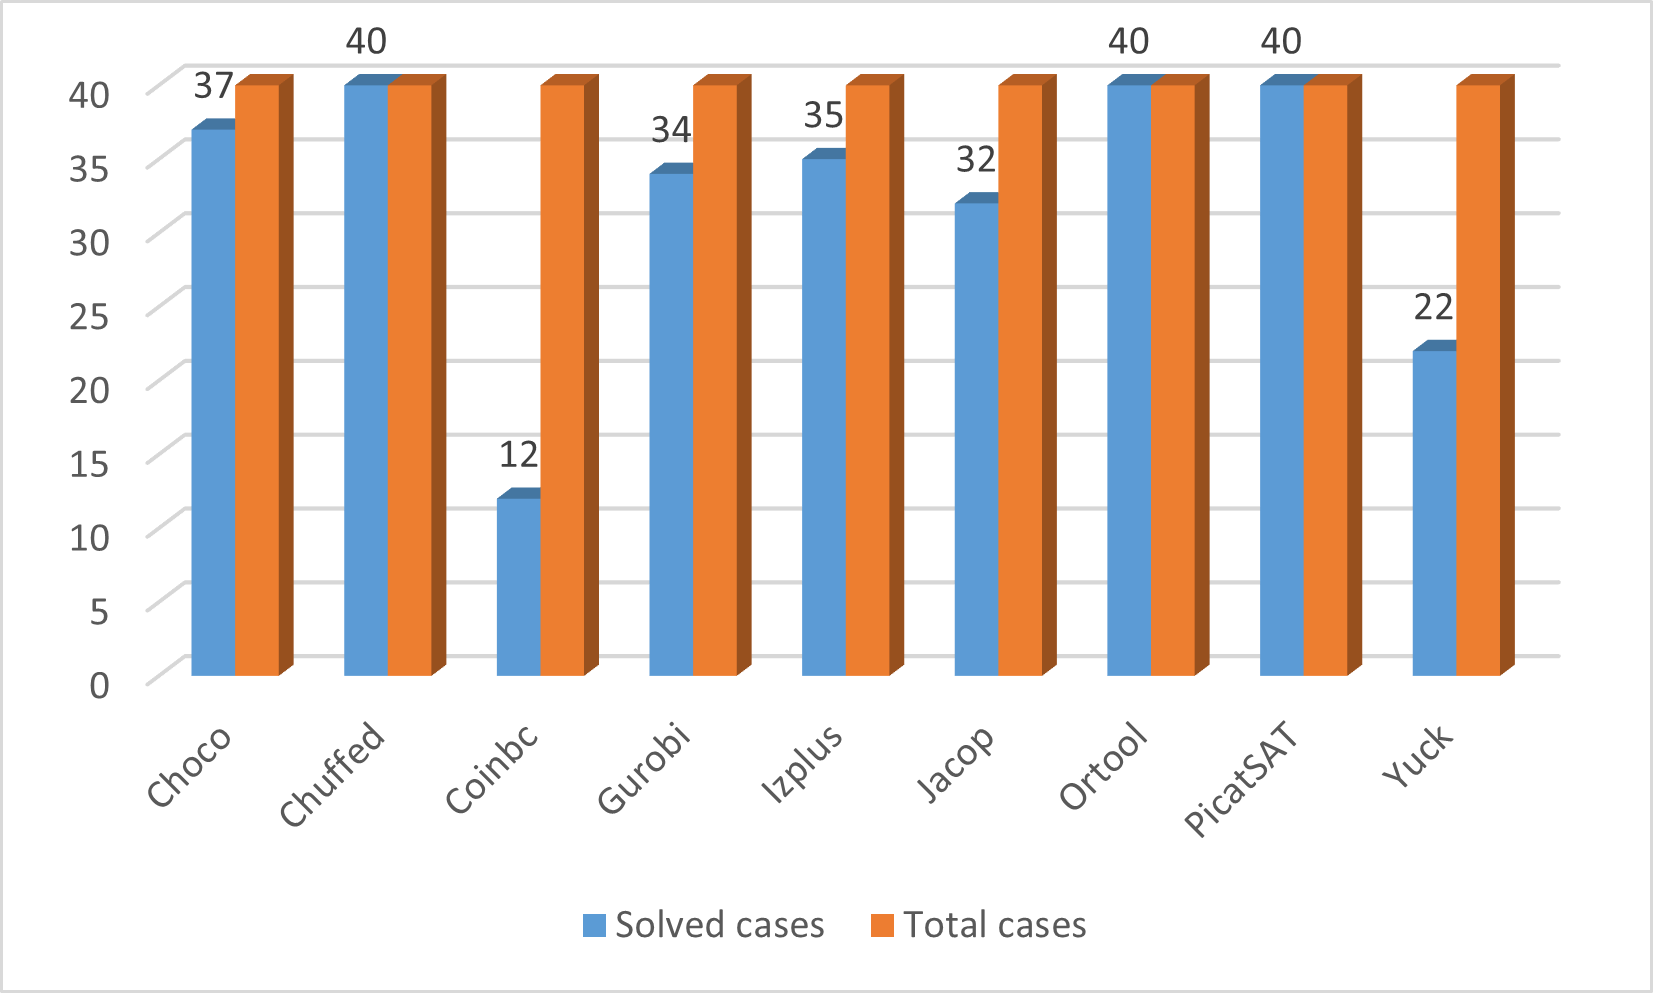 40
40
40
37
34
35
32
12
22
40
35
30
25
20
15
10
5
0
Choco
Chuffed
Coinbc
Gurobi
Izplus
Jacop
Ortool
PicatSAT
Yuck
Solved cases
Total cases